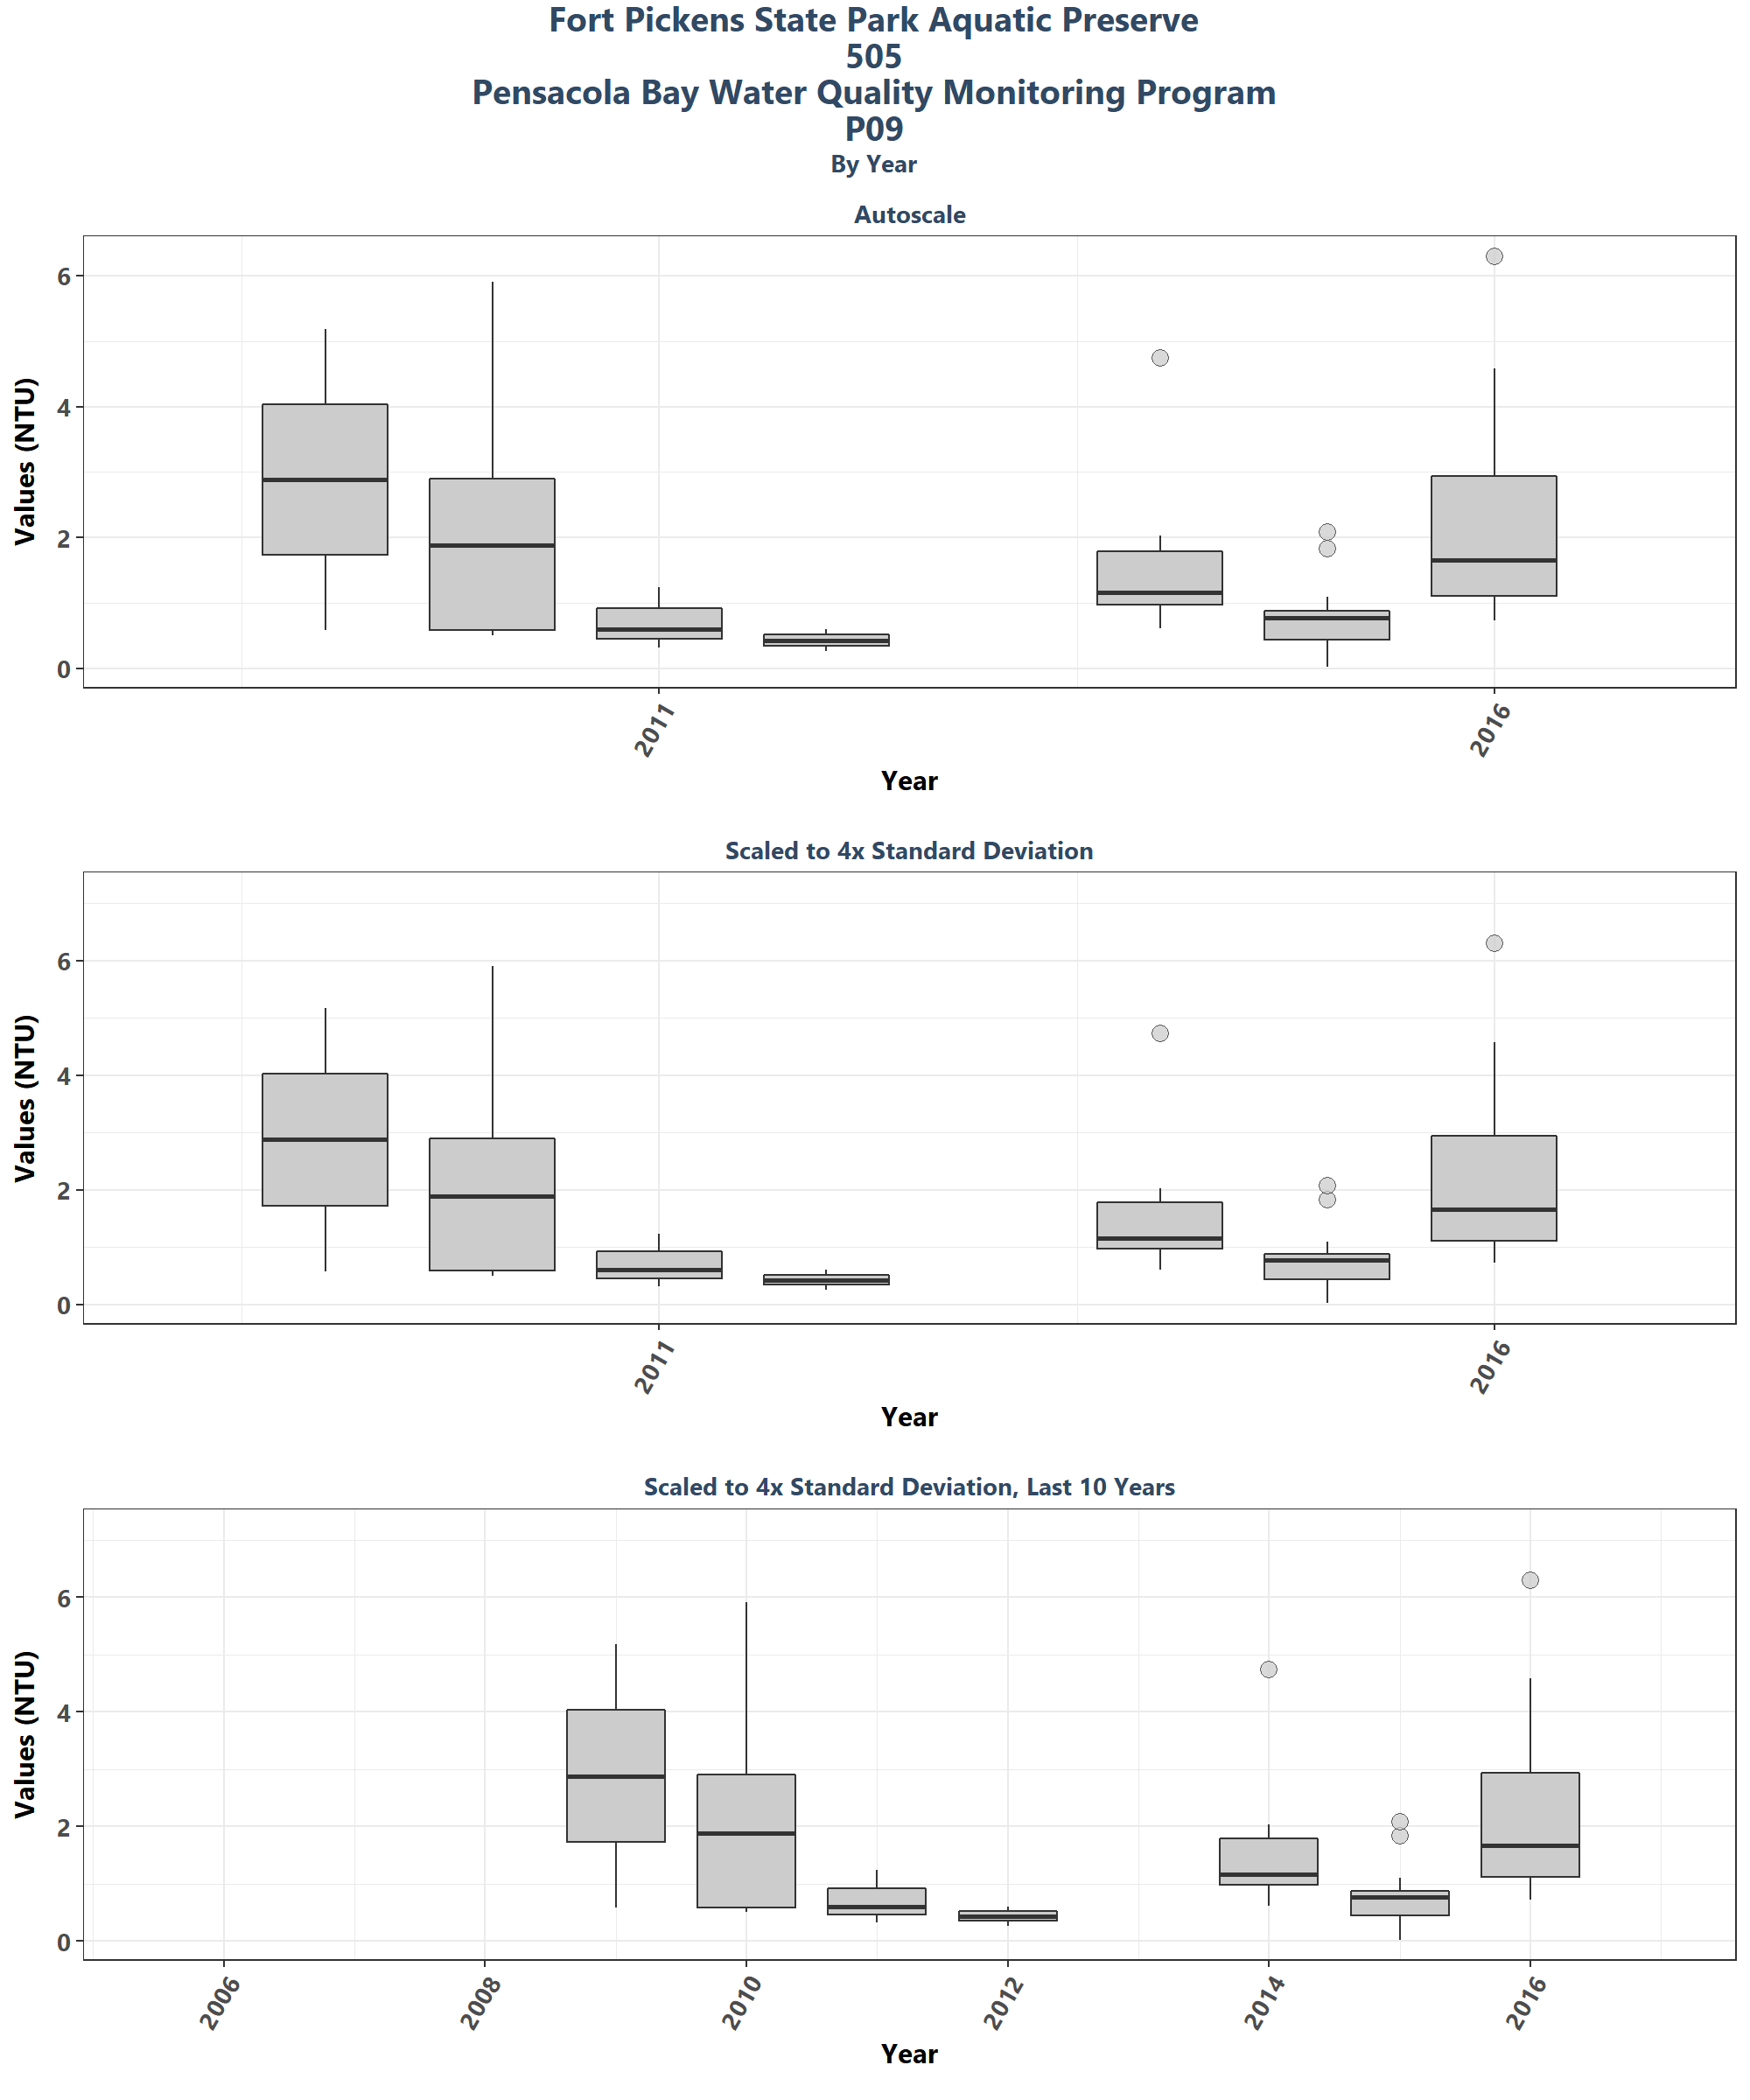 Fort Pickens State Park Aquatic Preserve
505
Pensacola Bay Water Quality Monitoring Program
P09
By Year
Autoscale
Values (NTU)
6
4
2
0
2011
2016
Year
Scaled to 4x Standard Deviation
Values (NTU)
6
4
2
0
2011
2016
Year
Scaled to 4x Standard Deviation, Last 10 Years
Values (NTU)
6
4
2
0
2006
2008
2010
2012
2014
2016
Year